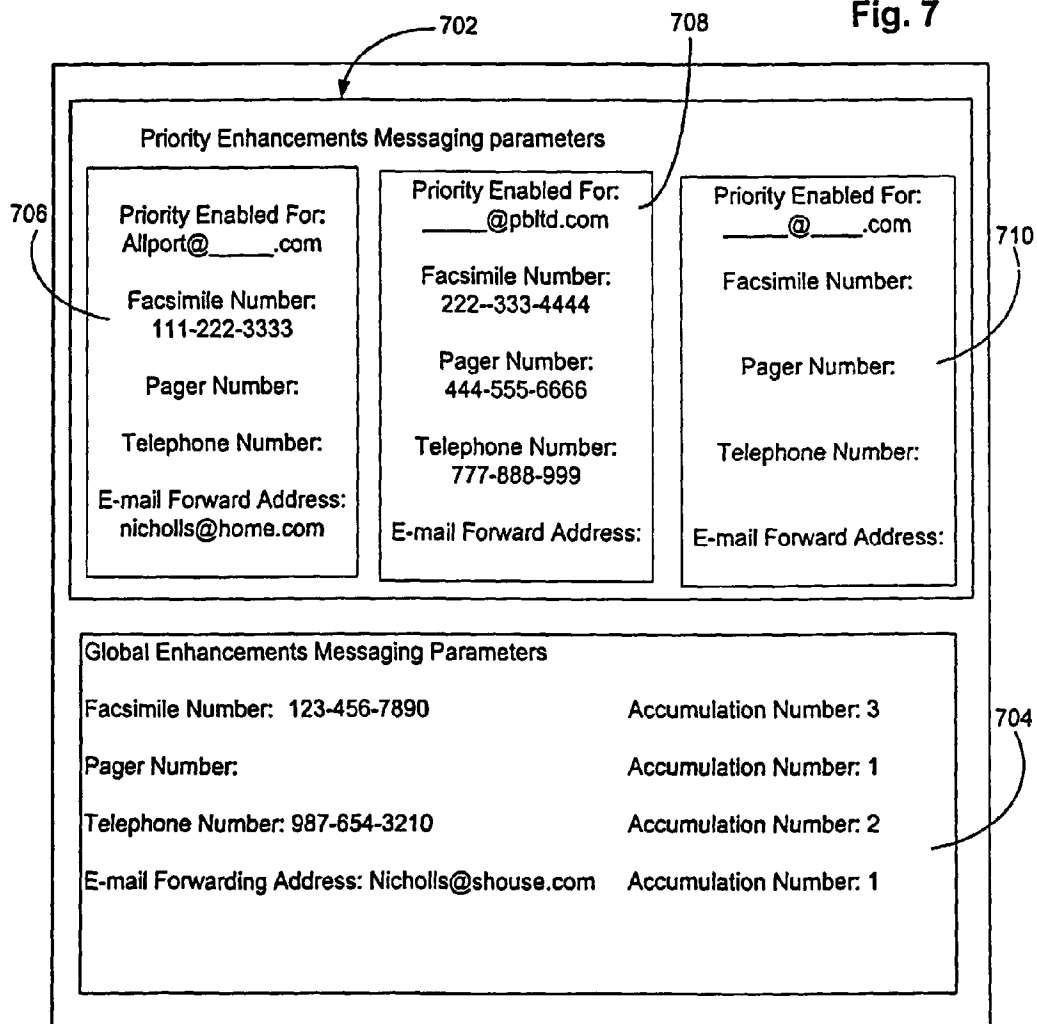 Fig. 7
702
708
Priority Enhancements Messaging parameters
706
Priority Enabled For:
Allport@_____.com
Facsimile Number:
111-222-3333
Pager Number:
Telephone Number:
E-mail Forward Address:
nicholls@home.com
Priority Enabled For:
_____@pbltd.com
Facsimile Number:
222--333-4444
Pager Number:
444-555-6666
Telephone Number:
777-888-999
E-mail Forward Address:
Priority Enabled For:
_____@____.com
Facsimile Number:
Pager Number:
Telephone Number:
E-mail Forward Address:
710
Global Enhancements Messaging Parameters
Facsimile Number: 123-456-7890 Accumulation Number: 3
Pager Number: Accumulation Number: 1
Telephone Number: 987-654-3210 Accumulation Number: 2
E-mail Forwarding Address: Nicholls@shouse.com Accumulation Number: 1
704